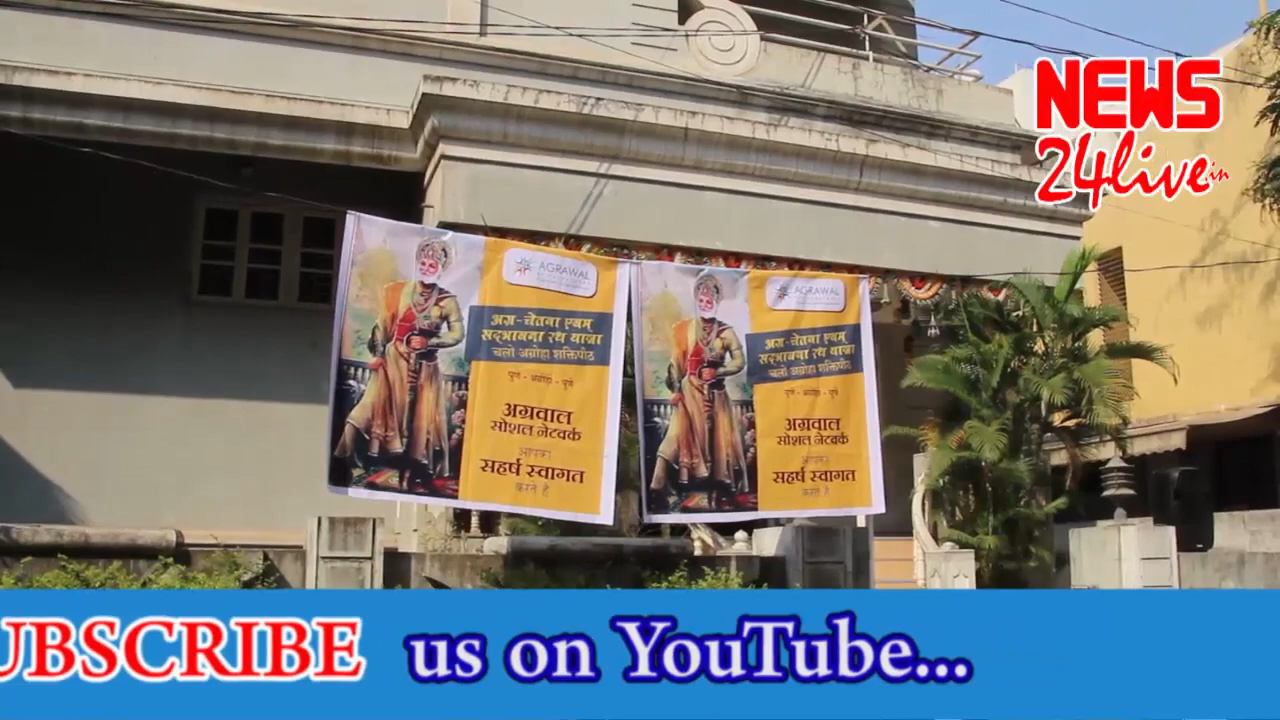 NEWS
24live.in
AGRAWAL
अग्र-चेतना एवम्
सद्भावना रथ यात्रा
चलो अग्रोहा शक्तिपीठ
पुणे - अग्रोहा - पुणे
अग्रवाल
सोशल नेटवर्क
आपका
सहर्ष स्वागत
करते है
AGRAWAL
अग्र-चेतना एवम्
सद्भावना रथ यात्रा
चलो अग्रोहा शक्तिपीठ
पुणे - अग्रोहा - पुणे
अग्रवाल
सोशल नेटवर्क
आपका
सहर्ष स्वागत
करते है
UBSCRIBE us on YouTube...